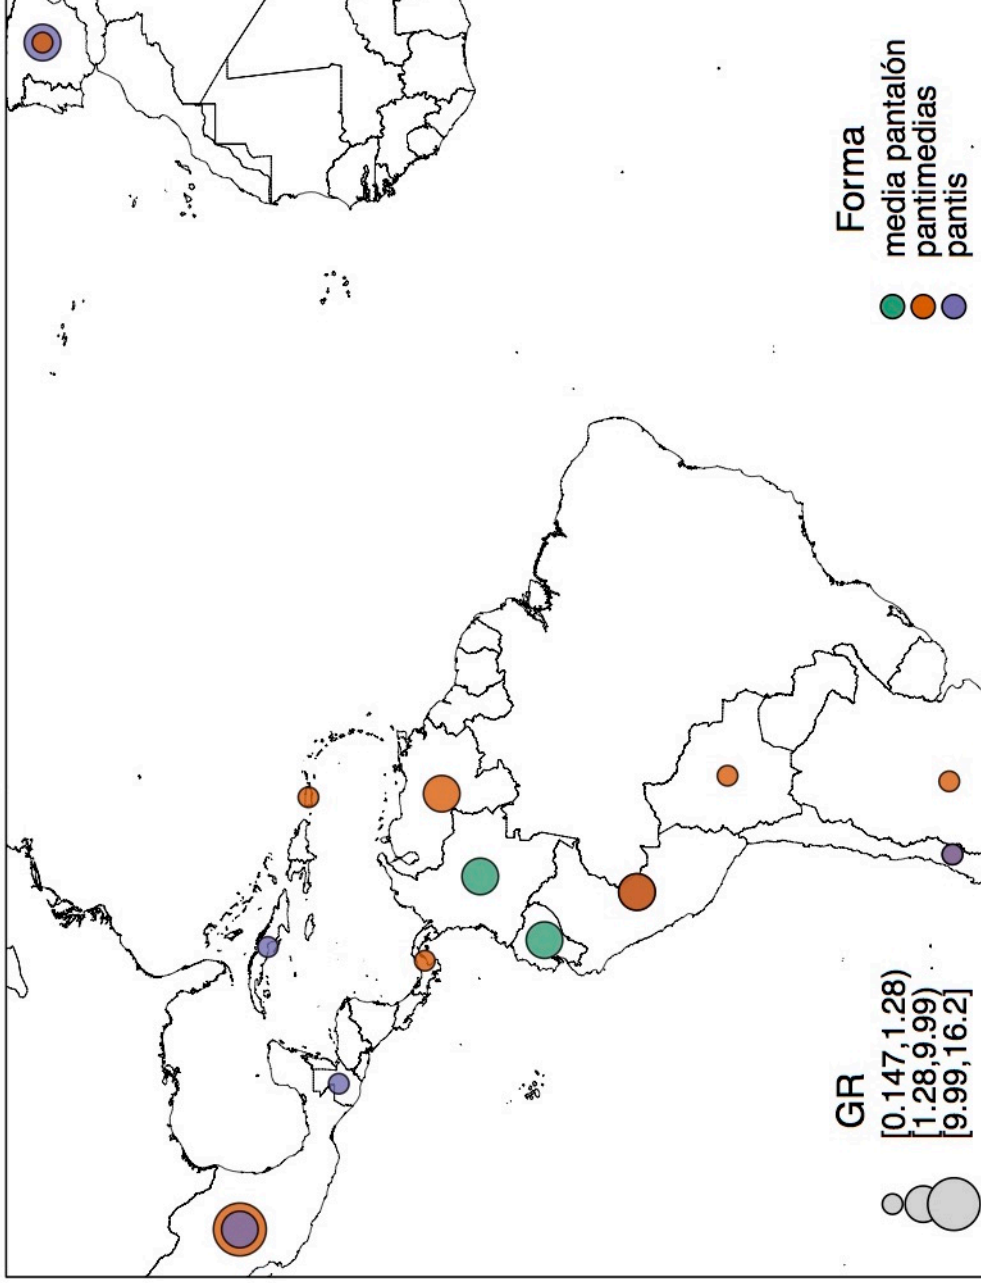 GR
[0.147,1.28)
[1.28,9.99)
[9.99,16.2]
Forma
media pantalón
pantimedias
pantis